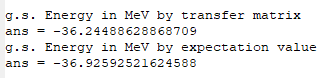 g.s. Energy in MeV by transfer matrix
ans = -36.24488628868709
g.s. Energy in MeV by expectation value
ans = -36.92592521624588